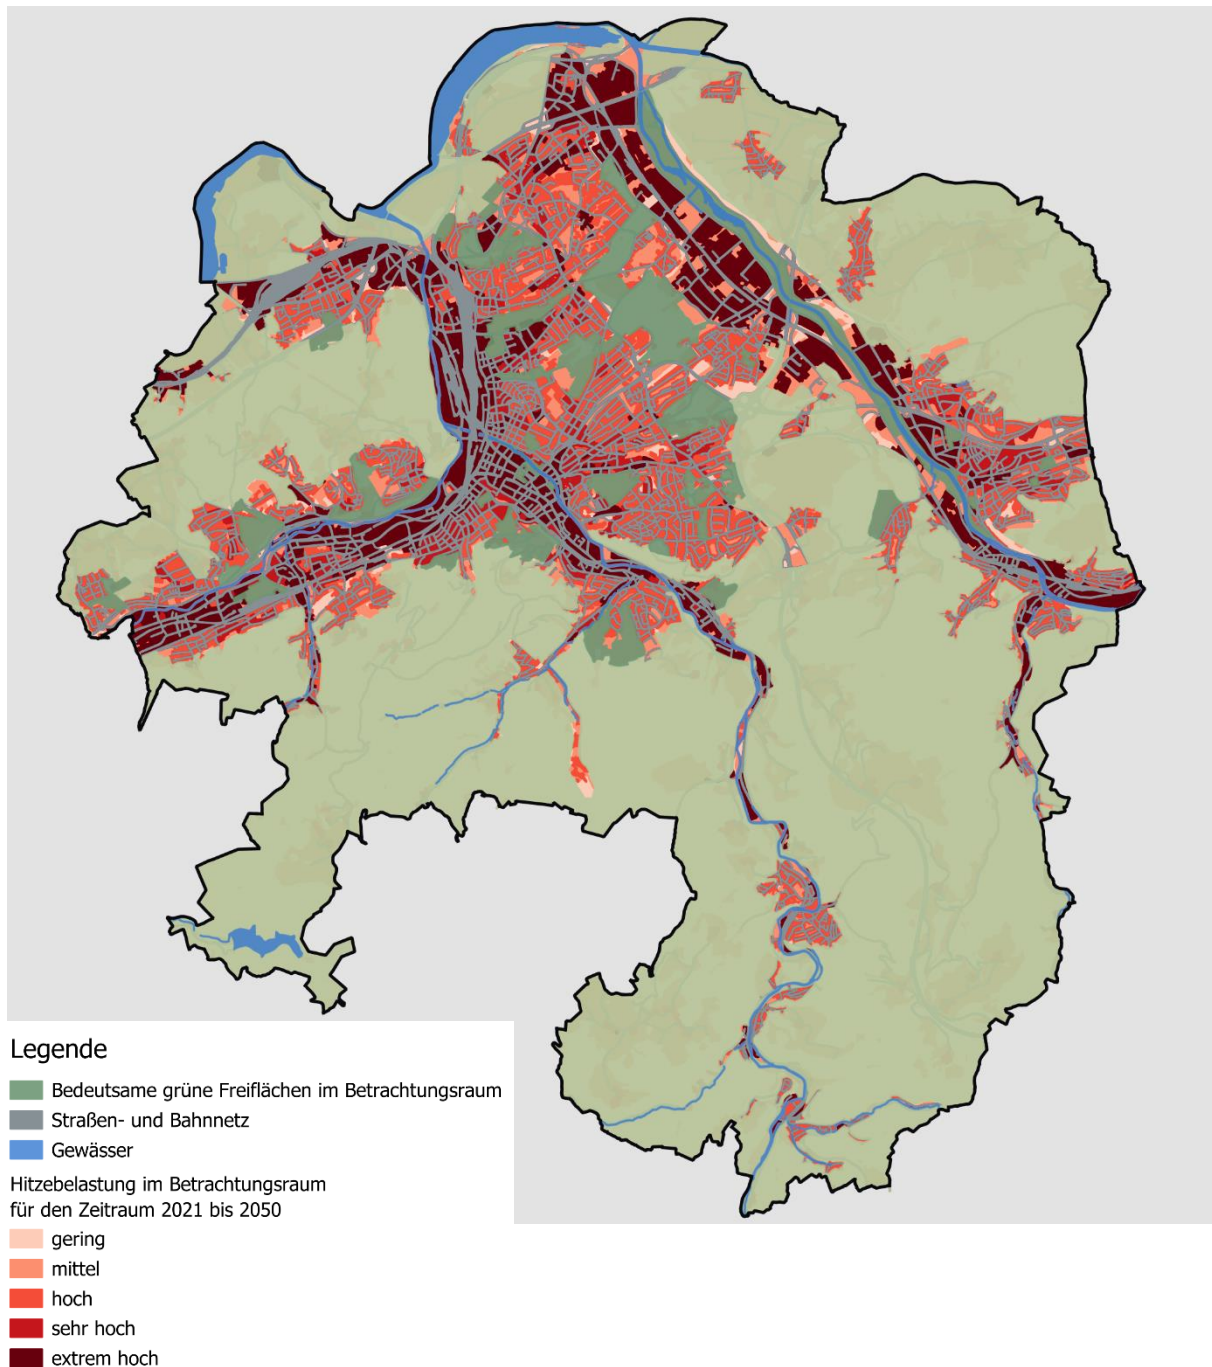 Legende
Bedeutsame grüne Freiflächen im Betrachtungsraum
Straßen- und Bahnnetz
Gewässer
Hitzebelastung im Betrachtungsraum
für den Zeitraum 2021 bis 2050
gering
mittel
hoch
sehr hoch
extrem hoch